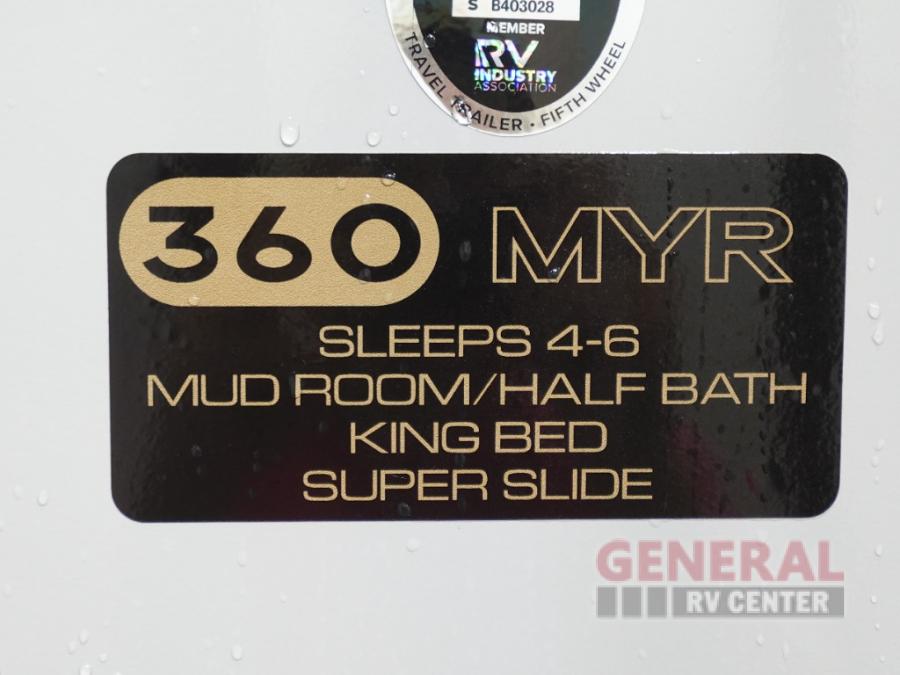 S B403028
MEMBER
RV
INDUSTRY
ASSOCIATION
TRAVEL TRAILER · FIFTH WHEEL
360 MYR
SLEEPS 4-6
MUD ROOM/HALF BATH
KING BED
SUPER SLIDE
GENERAL
RV CENTER